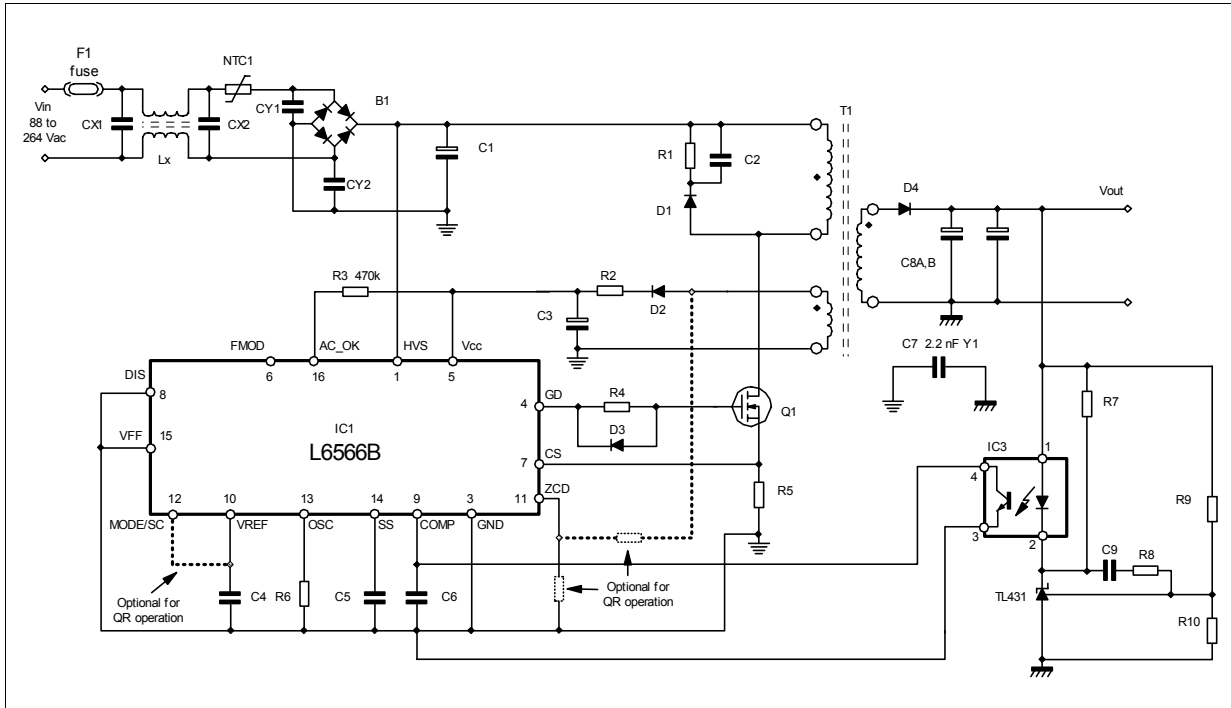 F1
fuse
NTC1
Vin
88 to
264 Vac
CX1
Lx
CX2
CY1
B1
CY2
C1
R1
C2
D1
T1
D4
Vout
C8A,B
R3 470k
R2
D2
C3
C7 2.2 nF Y1
FMOD
AC_OK
HVS
Vcc
6
16
1
5
DIS
8
VFF
15
IC1
L6566B
4
GD
R4
D3
Q1
7
CS
11
ZCD
R5
12
10
13
14
9
3
MODE/SC
VREF
OSC
SS
COMP
GND
Optional for
QR operation
C4
R6
C5
C6
Optional for
QR operation
IC3
1
4
3
2
R7
R9
C9
R8
TL431
R10